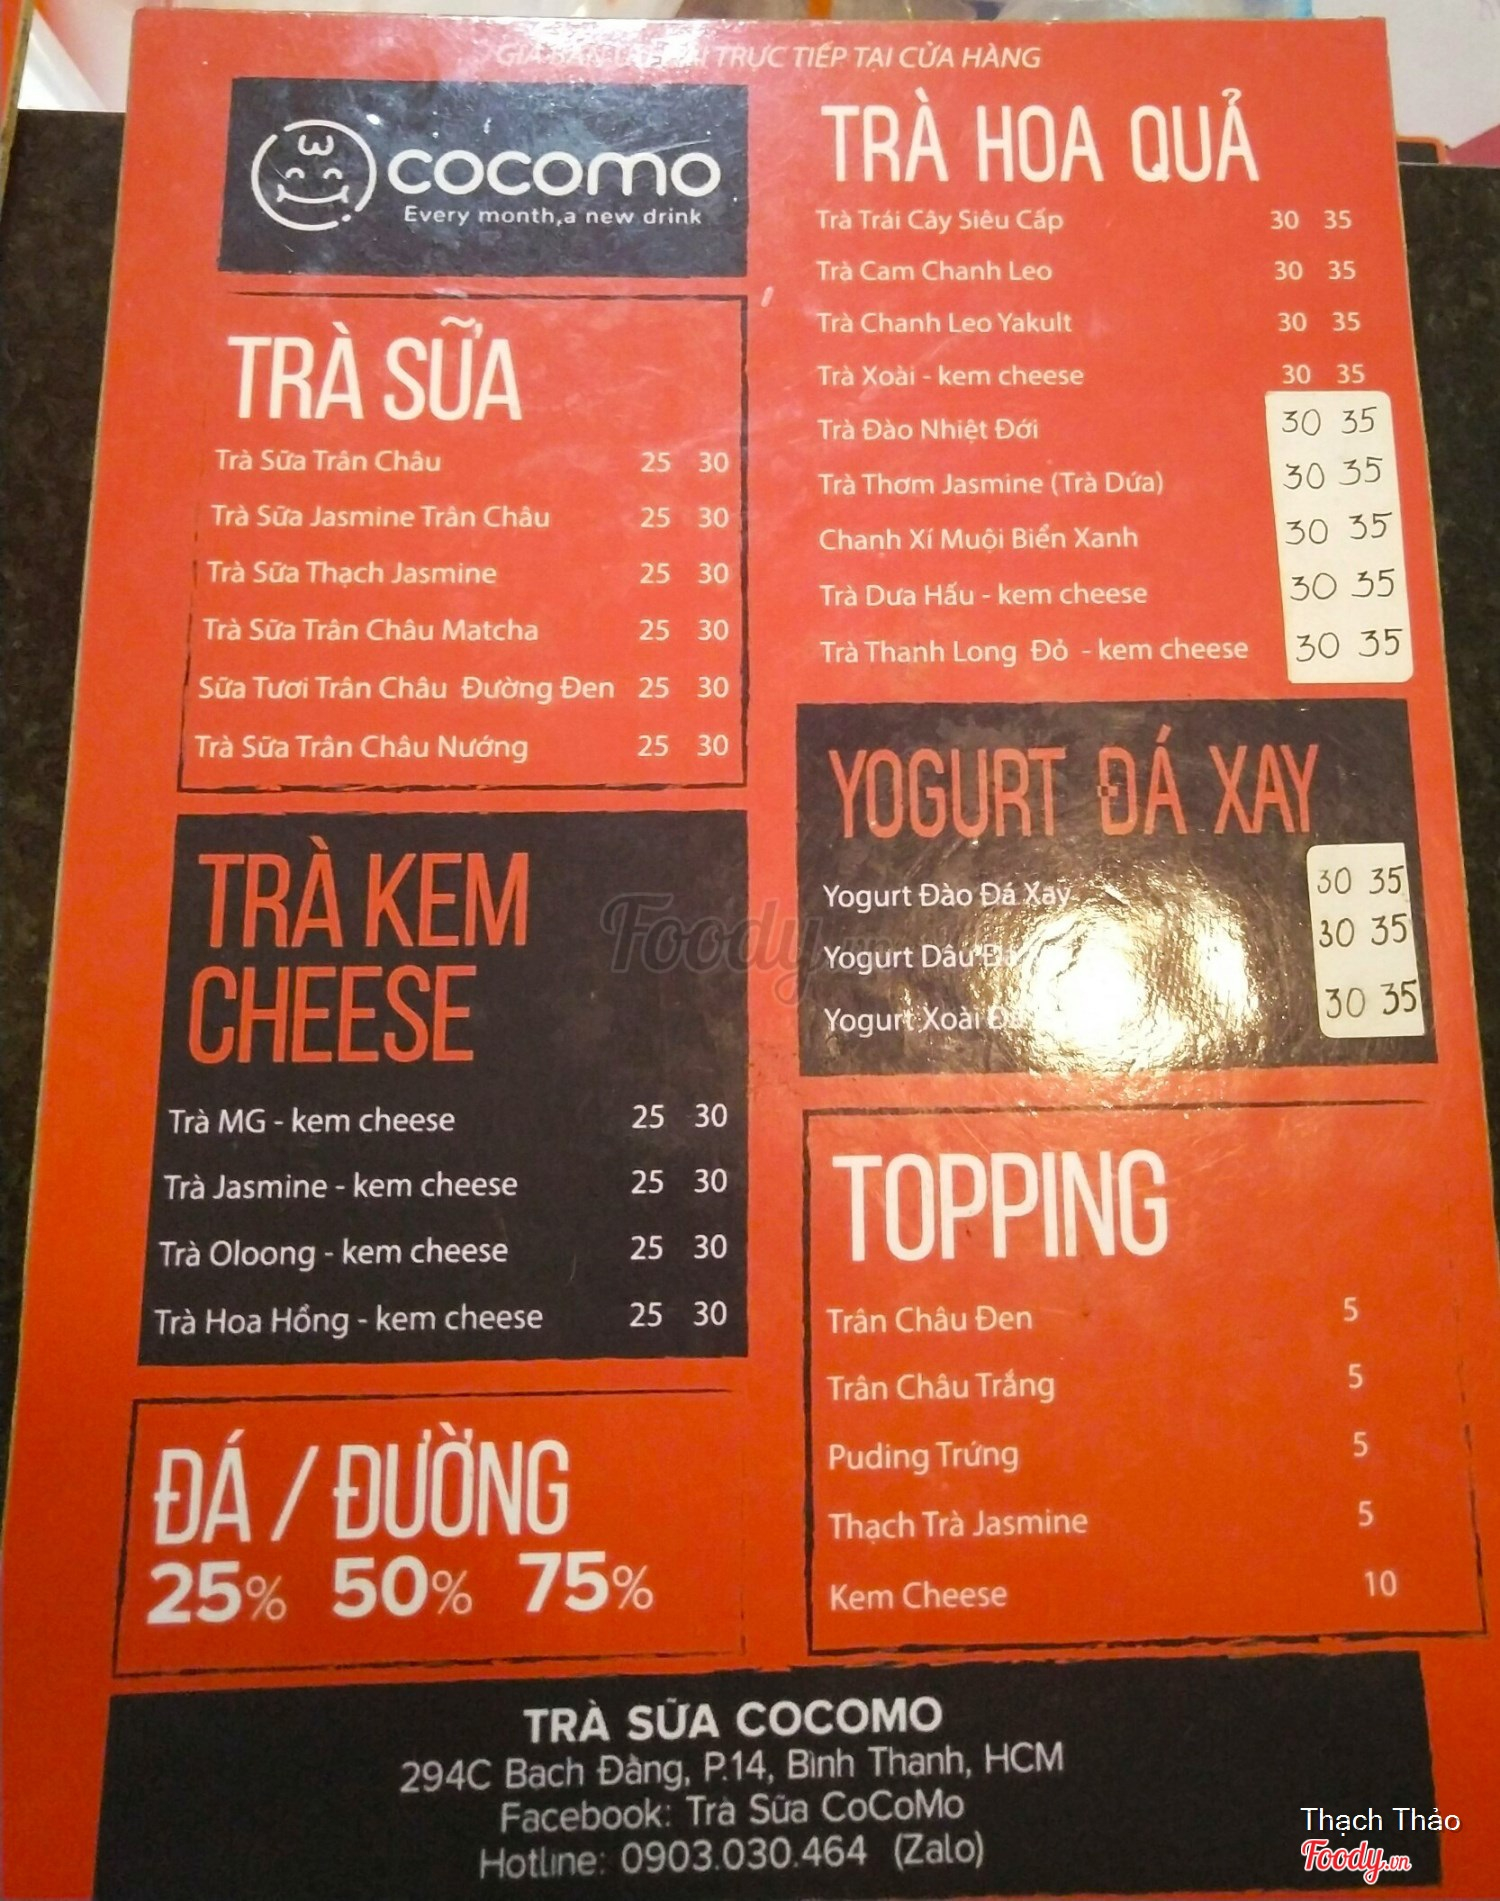 TRỰC TIẾP TẠI CỬA HÀNG
cocomo
Every month,a new drink
TRÀ SỮA
Trà Sữa Trân Châu 25 30
Trà Sữa Jasmine Trân Châu 25 30
Trà Sữa Thạch Jasmine 25 30
Trà Sữa Trân Châu Matcha 25 30
Sữa Tươi Trân Châu Đường Đen 25 30
Trà Sữa Trân Châu Nướng 25 30
TRÀ KEM
CHEESE
Trà MG - kem cheese 25 30
Trà Jasmine - kem cheese 25 30
Trà Oloong - kem cheese 25 30
Trà Hoa Hồng - kem cheese 25 30
ĐÁ / ĐƯỜNG
25% 50% 75%
TRÀ HOA QUẢ
Trà Trái Cây Siêu Cấp 30 35
Trà Cam Chanh Leo 30 35
Trà Chanh Leo Yakult 30 35
Trà Xoài - kem cheese 30 35
Trà Đào Nhiệt Đới 30 35
Trà Thơm Jasmine (Trà Dứa) 30 35
Chanh Xí Muội Biển Xanh 30 35
Trà Dưa Hấu - kem cheese 30 35
Trà Thanh Long Đỏ - kem cheese 30 35
YOGURT ĐÁ XAY
Yogurt Đào Đá Xay 30 35
Yogurt Dâu Đá 30 35
Yogurt Xoài Đá 30 35
TOPPING
Trân Châu Đen 5
Trân Châu Trắng 5
Puding Trứng 5
Thạch Trà Jasmine 5
Kem Cheese 10
TRÀ SỮA COCOMO
294C Bạch Đằng, P.14, Bình Thạnh, HCM
Facebook: Trà Sữa CoCoMo
Hotline: 0903.030.464 (Zalo)
Foody.vn
Thạch Thảo
Foody.vn